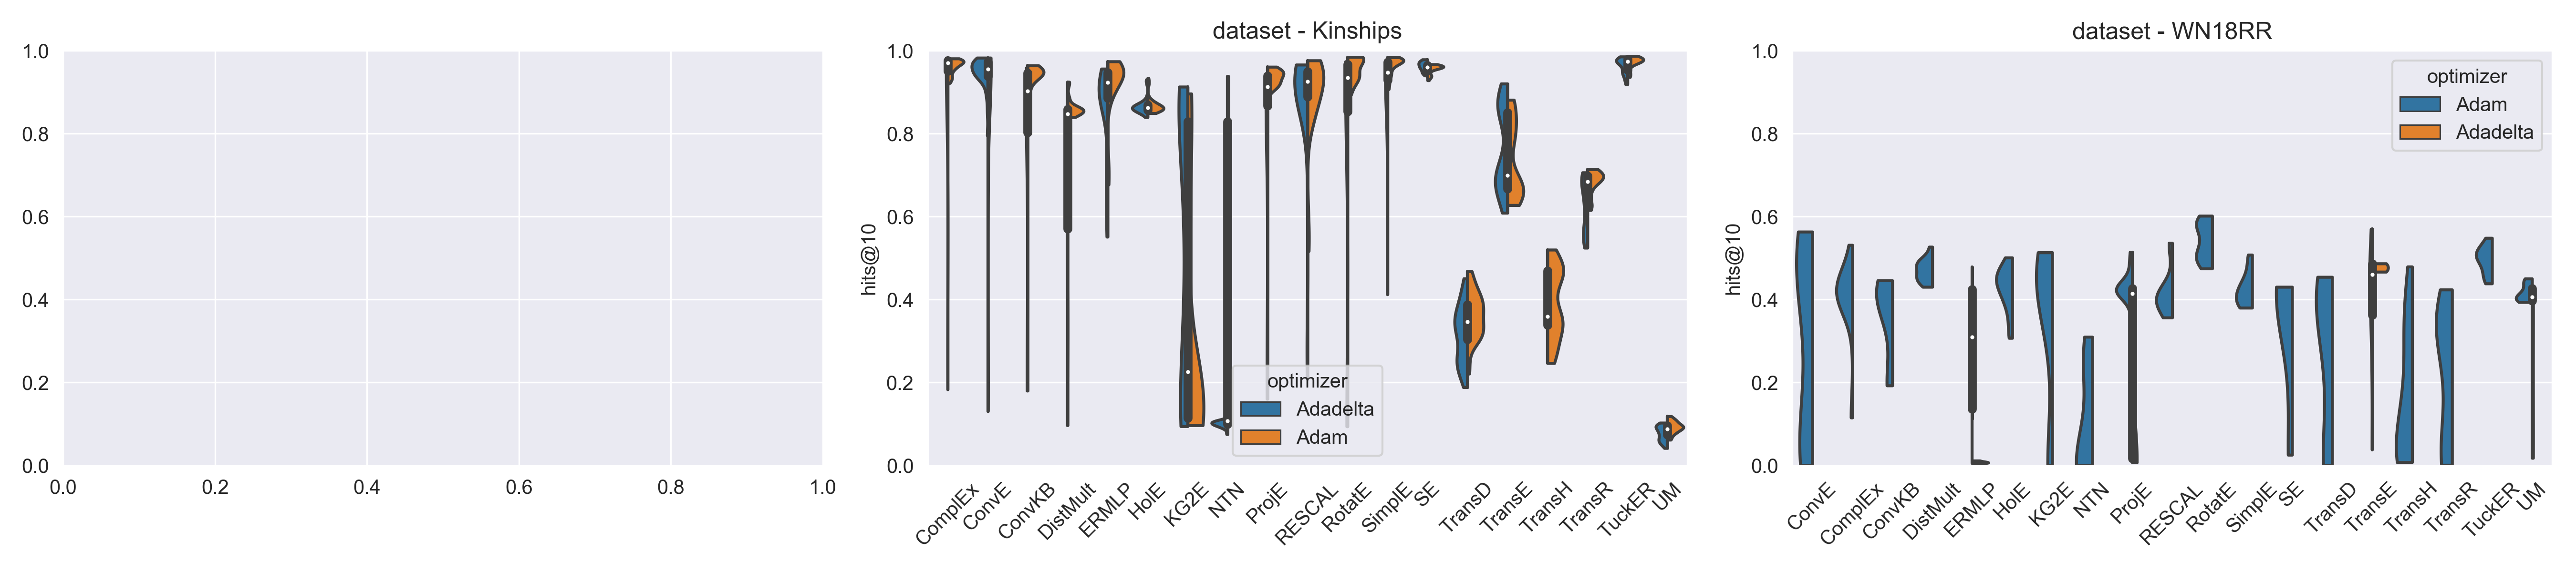 1.0
0.8
0.6
0.4
0.2
0.0
0.0 0.2 0.4 0.6 0.8 1.0
dataset - Kinships
hits@10
1.0
0.8
0.6
0.4
0.2
0.0
optimizer
Adadelta
Adam
ComplEx ConvE ConvKB DistMult ERMLP HolE KG2E NTN ProjE RESCAL RotatE SimplE SE TransD TransE TransH TransR TuckER UM
dataset - WN18RR
hits@10
1.0
0.8
0.6
0.4
0.2
0.0
optimizer
Adam
Adadelta
ConvE ComplEx ConvKB DistMult ERMLP HolE KG2E NTN ProjE RESCAL RotatE SimplE SE TransD TransE TransH TransR TuckER UM